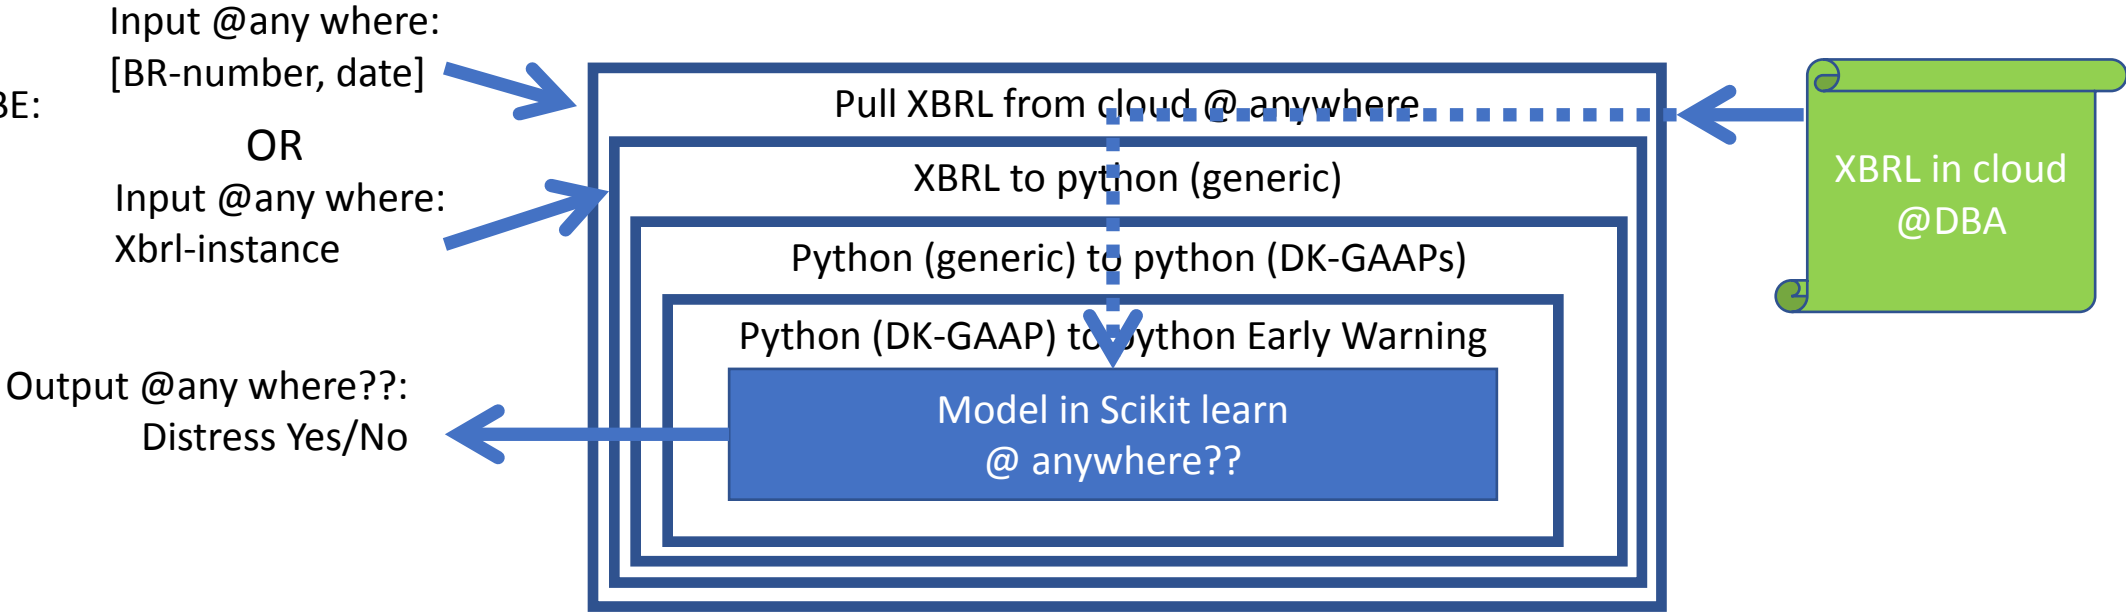 Input @any where:
[BR-number, date]
BE:
OR
Input @any where:
Xbrl-instance
Output @any where??:
Distress Yes/No
Pull XBRL from cloud @ anywhere
XBRL to python (generic)
Python (generic) to python (DK-GAAPs)
Python (DK-GAAP) to python Early Warning
Model in Scikit learn
@ anywhere??
XBRL in cloud
@DBA